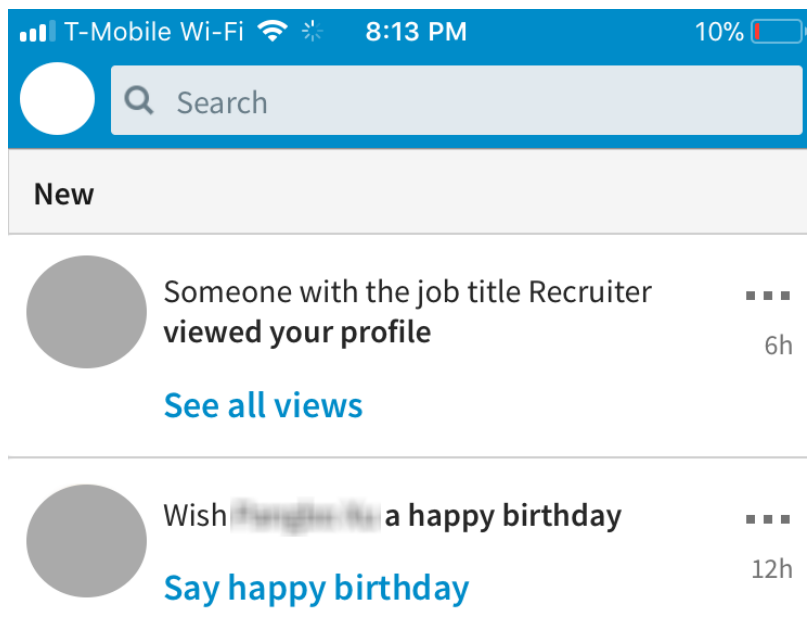 T-Mobile Wi-Fi 8:13 PM 10%
Search
New
Someone with the job title Recruiter
viewed your profile
6h
See all views
Wish a happy birthday
12h
Say happy birthday